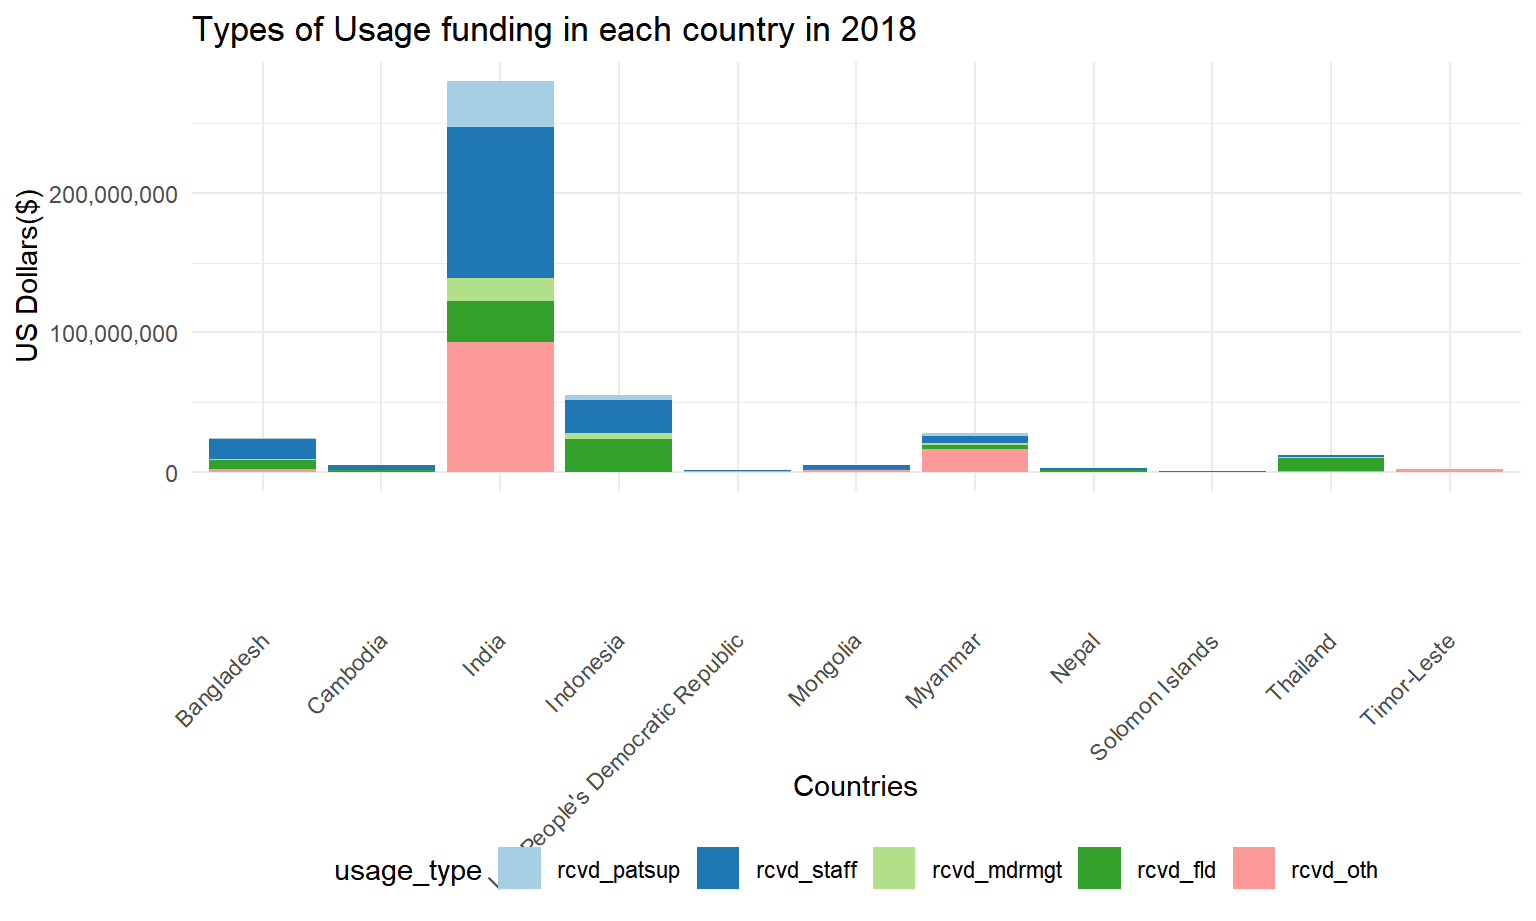 Types of Usage funding in each country in 2018
US Dollars($)
200,000,000
100,000,000
0
Bangladesh
Cambodia
India
Indonesia
People's Democratic Republic
Mongolia
Myanmar
Nepal
Solomon Islands
Thailand
Timor-Leste
Countries
usage_type
rcvd_patsup
rcvd_staff
rcvd_mdrmgt
rcvd_fld
rcvd_oth